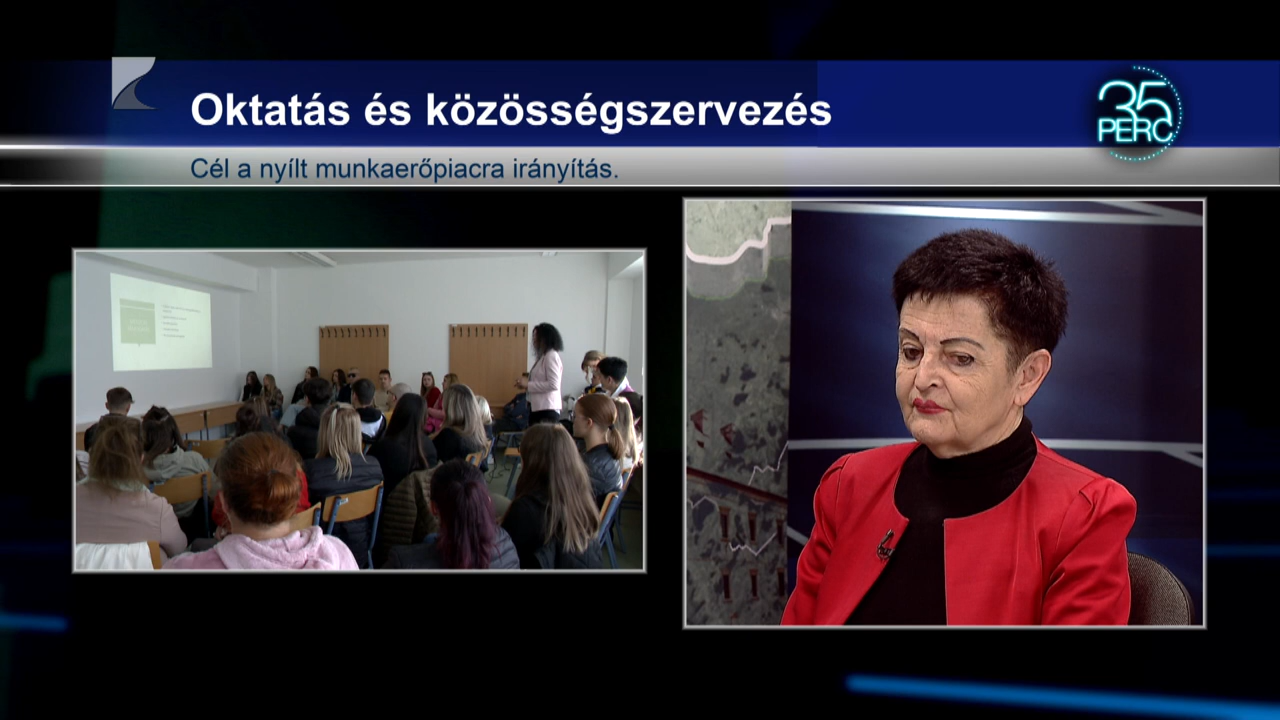 Oktatás és közösségszervezés
35
PERC
Cél a nyílt munkaerőpiacra irányítás.